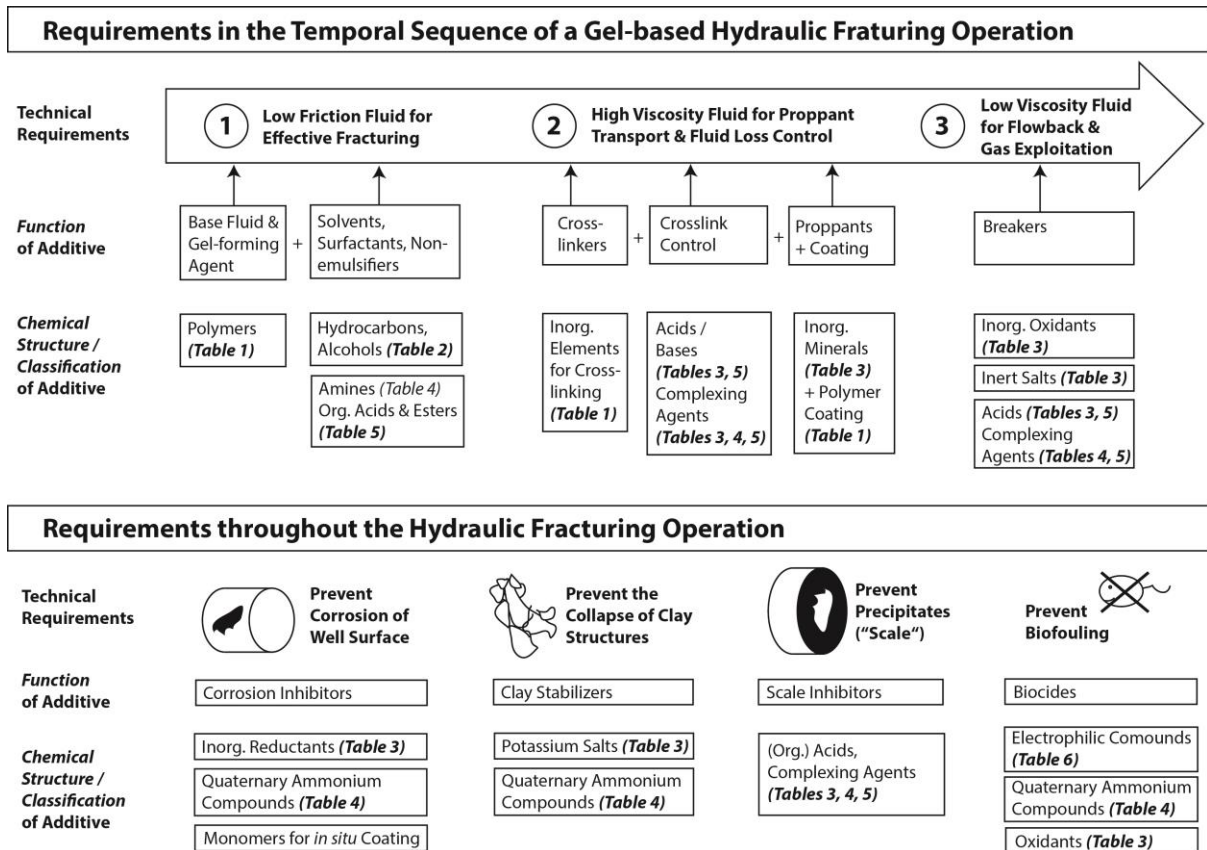 Requirements in the Temporal Sequence of a Gel-based Hydraulic Fraturing Operation
Technical
Requirements
1
Low Friction Fluid for
Effective Fracturing
2
High Viscosity Fluid for Proppant
Transport & Fluid Loss Control
3
Low Viscosity Fluid
for Flowback &
Gas Exploitation
Function
of Additive
Base Fluid &
Gel-forming
Agent
+
Solvents,
Surfactants, Non-
emulsifiers
Cross-
linkers
+
Crosslink
Control
+
Proppants
+ Coating
Breakers
Chemical
Structure /
Classification
of Additive
Polymers
(Table 1)
Hydrocarbons,
Alcohols (Table 2)
Amines (Table 4)
Org. Acids & Esters
(Table 5)
Inorg.
Elements
for Cross-
linking
(Table 1)
Acids /
Bases
(Tables 3, 5)
Complexing
Agents
(Tables 3, 4, 5)
Inorg.
Minerals
(Table 3)
+ Polymer
Coating
(Table 1)
Inorg. Oxidants
(Table 3)
Inert Salts (Table 3)
Acids (Tables 3, 5)
Complexing
Agents (Tables 4, 5)
Requirements throughout the Hydraulic Fracturing Operation
Technical
Requirements
Prevent
Corrosion of
Well Surface
Prevent the
Collapse of Clay
Structures
Prevent
Precipitates
("Scale“)
Prevent
Biofouling
Function
of Additive
Corrosion Inhibitors
Clay Stabilizers
Scale Inhibitors
Biocides
Chemical
Structure /
Classification
of Additive
Inorg. Reductants (Table 3)
Quaternary Ammonium
Compounds (Table 4)
Monomers for in situ Coating
Potassium Salts (Table 3)
Quaternary Ammonium
Compounds (Table 4)
(Org.) Acids,
Complexing Agents
(Tables 3, 4, 5)
Electrophilic Comounds
(Table 6)
Quaternary Ammonium
Compounds (Table 4)
Oxidants (Table 3)